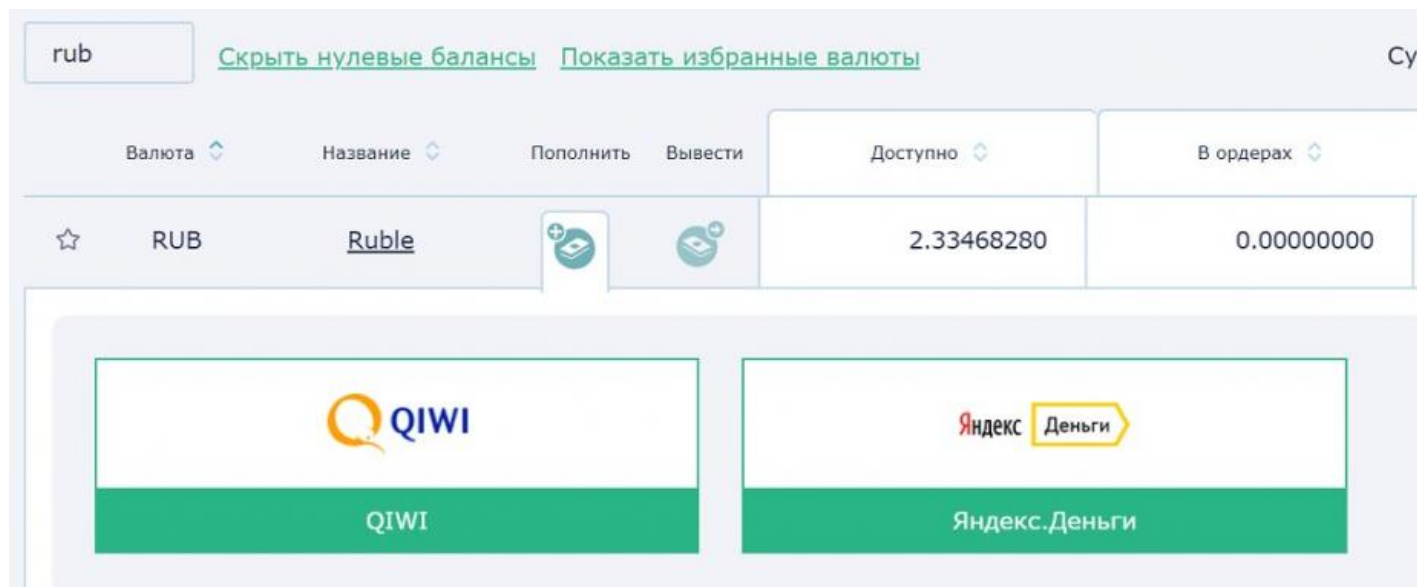 rub Скрыть нулевые балансы Показать избранные валюты Су
Валюта Название Пополнить Вывести Доступно В ордерах
RUB Ruble 2.33468280 0.00000000
QIWI Яндекс Деньги
QIWI Яндекс.Деньги